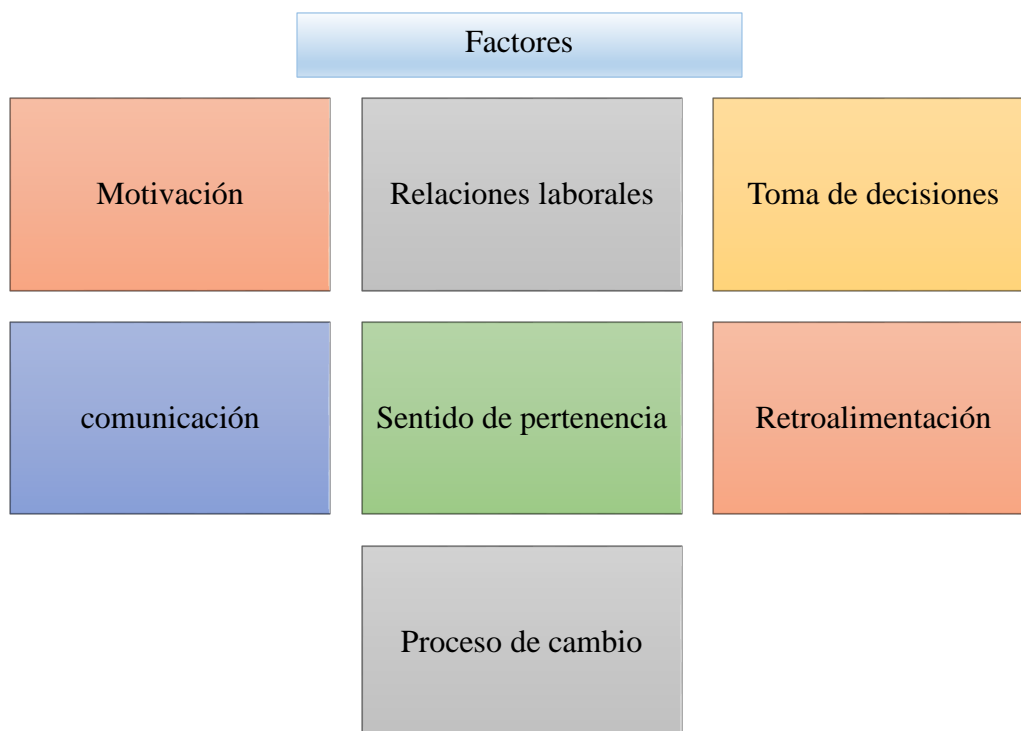 Factores
Motivación
Relaciones laborales
Toma de decisiones
comunicación
Sentido de pertenencia
Retroalimentación
Proceso de cambio